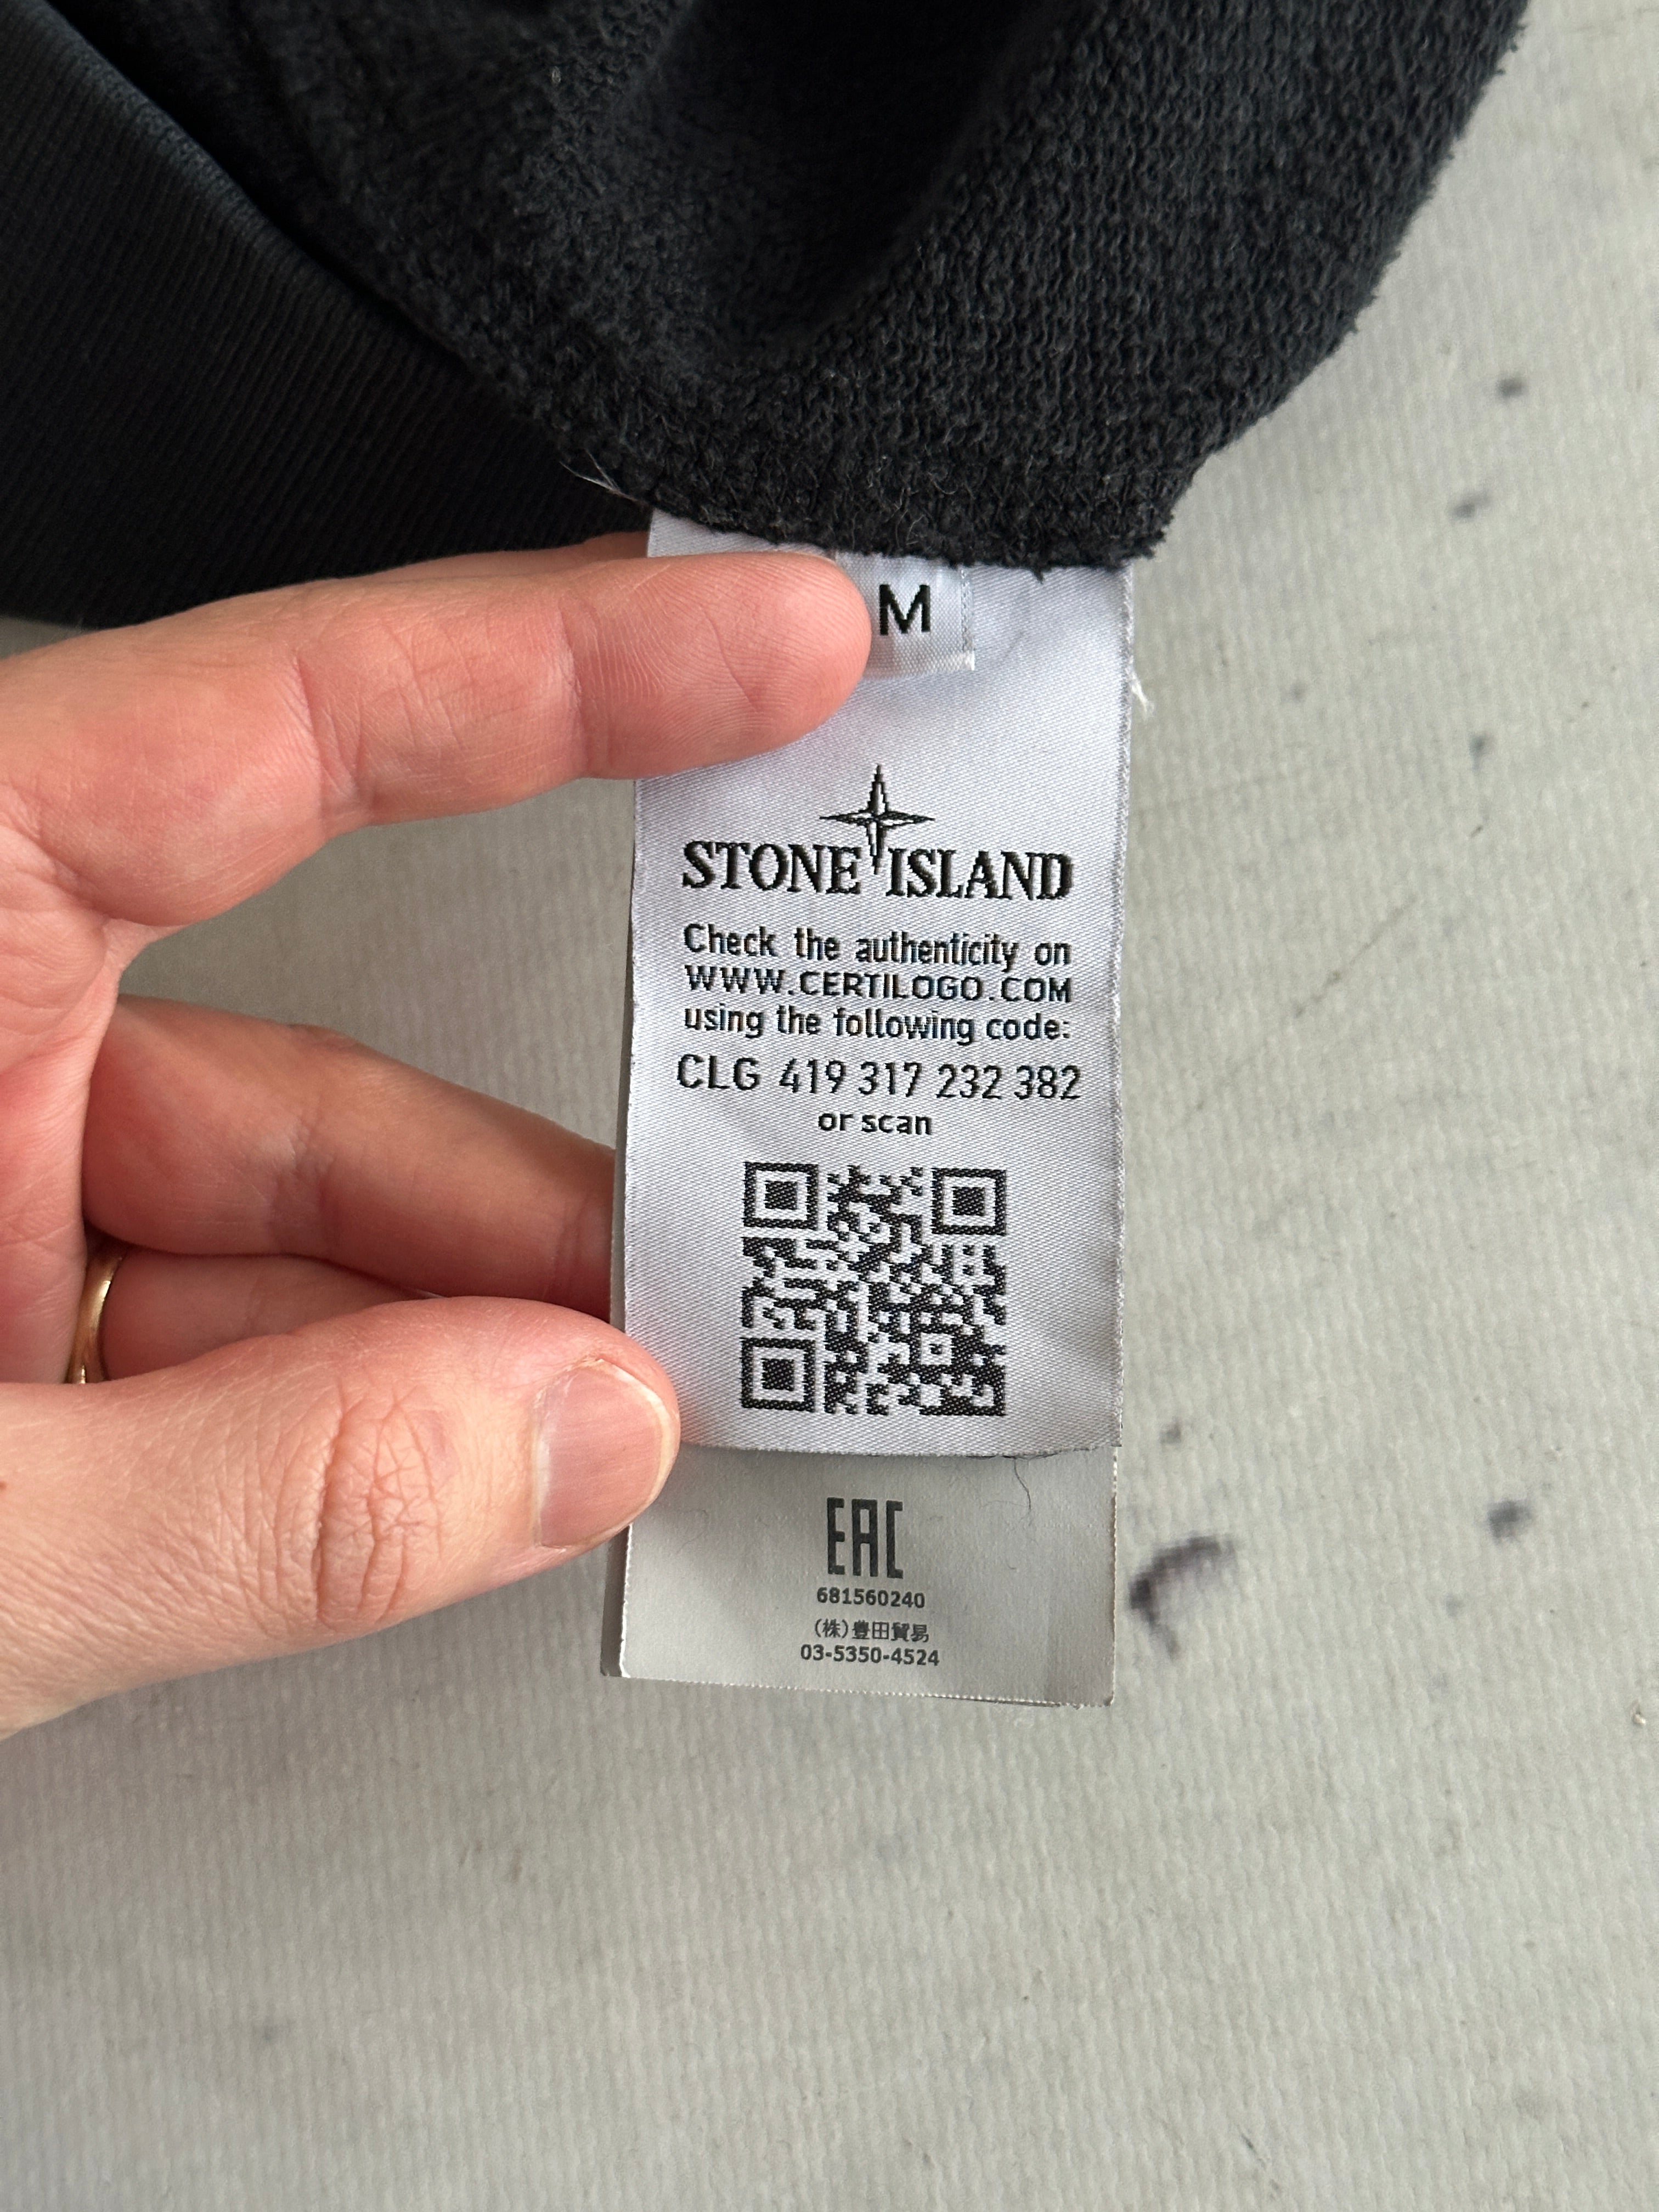 M
STONE ISLAND
Check the authenticity on
WWW.CERTILOGO.COM
using the following code:
CLG 419 317 232 382
or scan
EAC
681560240
(株)豊田貿易
03-5350-4524